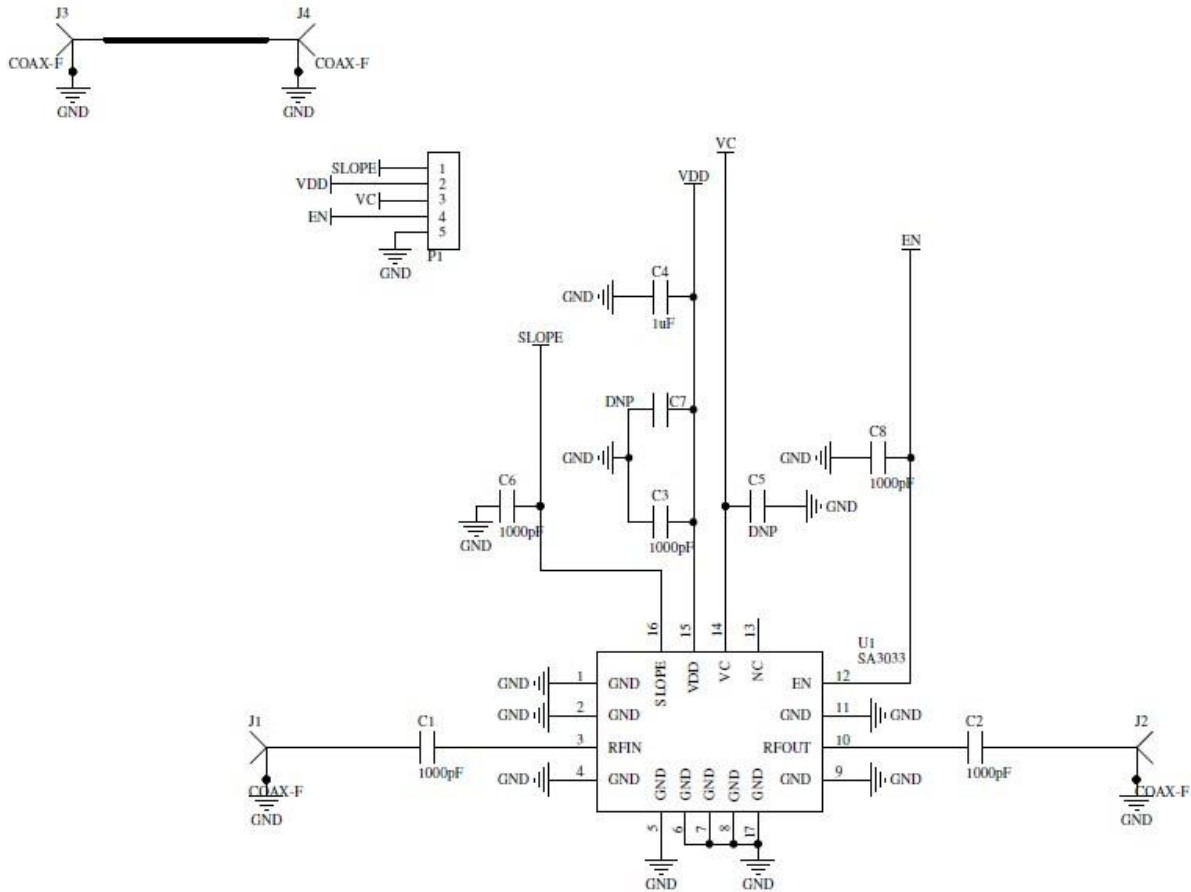 J3 J4
COAX-F COAX-F
GND GND
VC
SLOPE 1
VDD 2
VC 3
EN 4
5
P1
GND
VDD
EN
C4
GND
1uF
SLOPE
DNP C7
C8
GND GND
1000pF
C6 C3 C5
GND
1000pF 1000pF DNP
GND
16 15 14 13
U1
SA3033
SLOPE VDD VC NC
GND 1 GND EN 12
GND 2 GND GND 11 GND
J1 C1 C2 J2
3 RFIN RFOUT 10
1000pF 1000pF
GND 4 GND GND 9 GND
COAX-F COAX-F
GND GND
GND GND GND GND GND
5 6 7 8 17
GND GND